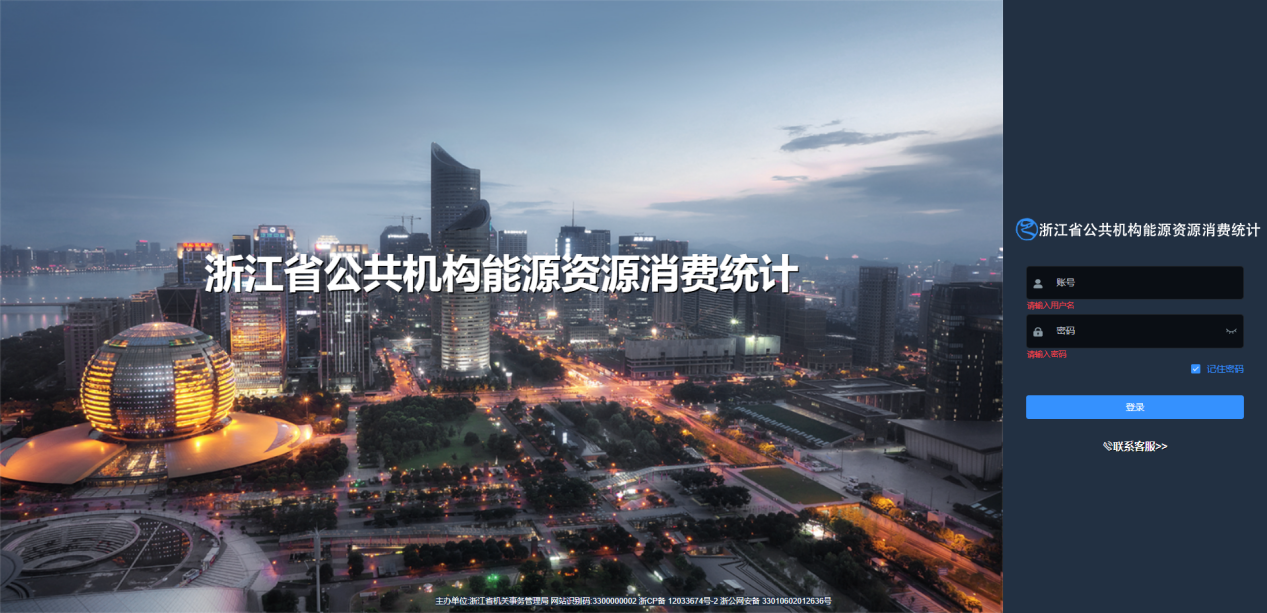 浙江省公共机构能源资源消费统计
主办单位:浙江省机关事务管理局 网站识别码:3300000002 浙ICP备 12033674号-2 浙公网安备 33010602012636号
浙江省公共机构能源资源消费统计
账号
请输入用户名
密码
请输入密码
记住密码
登录
联系客服>>